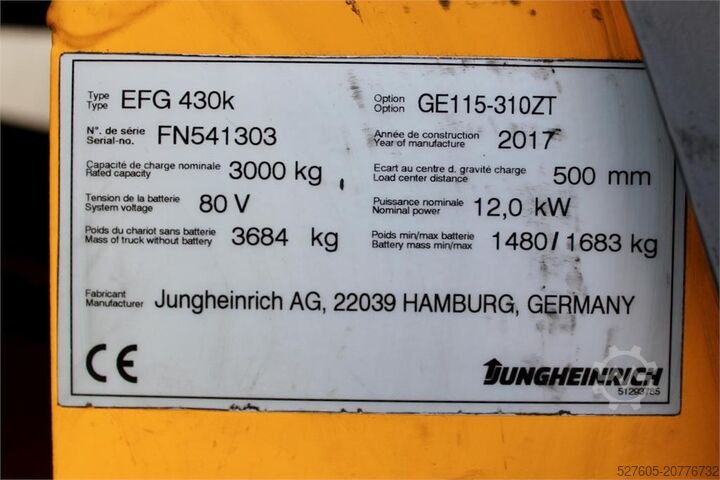 Type EFG 430k Option GE115-310ZT
Type Option
N°. de série FN541303 Année de construction 2017
Serial-no. Year of manufacture
Capacité de charge nominale 3000 kg Ecart au centre d. gravité charge 500 mm
Rated capacity Load center distance
Tension de la batterie 80 V Puissance nominale 12,0 kW
System voltage Nominal power
Poids du chariot sans batterie 3684 kg Poids min/max batterie 1480/1683 kg
Mass of truck without battery Battery mass min/max
Fabricant Jungheinrich AG, 22039 HAMBURG, GERMANY
Manufacturer
CE JUNGHEINRICH
51293785
527605-20776732